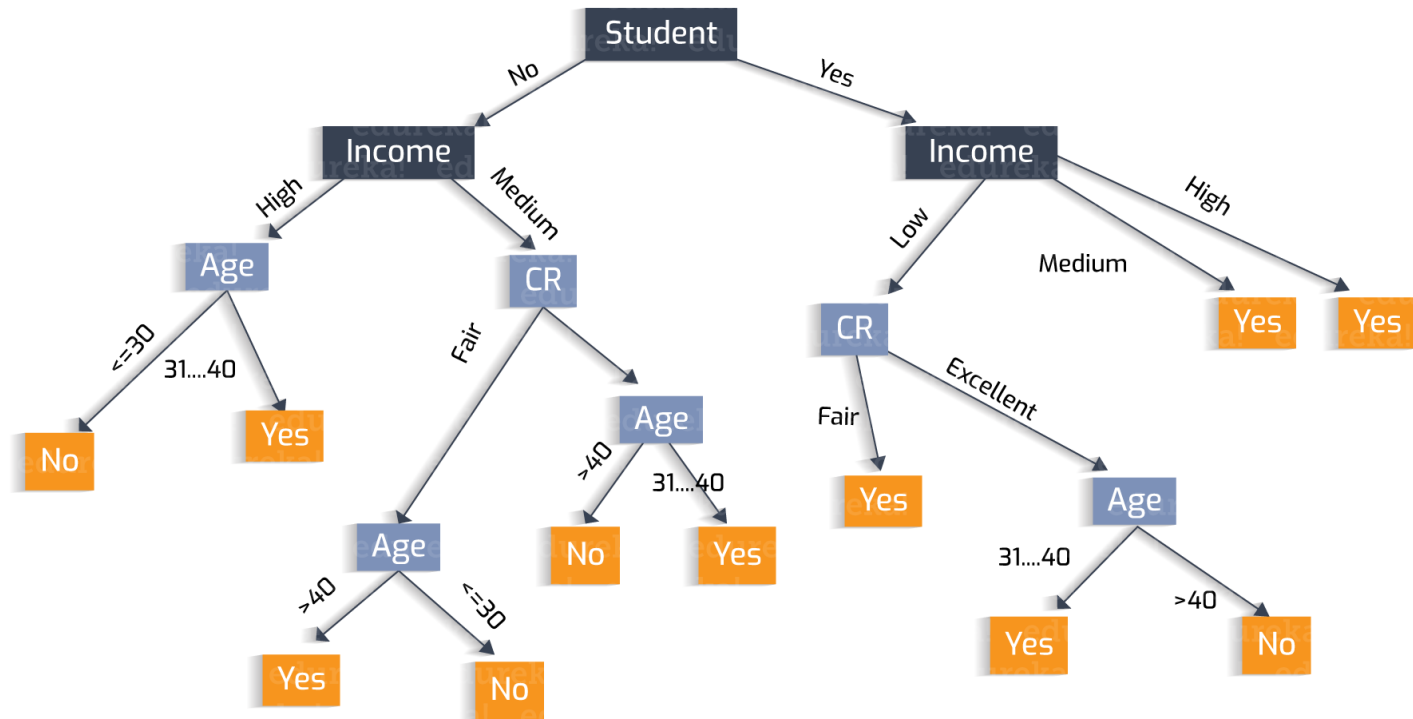 Student
No
Yes
Income
Income
High
Medium
Low
Medium
High
Age
CR
CR
Yes
Yes
<=30
31....40
Fair
Age
Fair
Excellent
No
Yes
>40
31....40
Yes
Age
Age
No
Yes
31....40
>40
>40
<=30
Yes
No
Yes
No